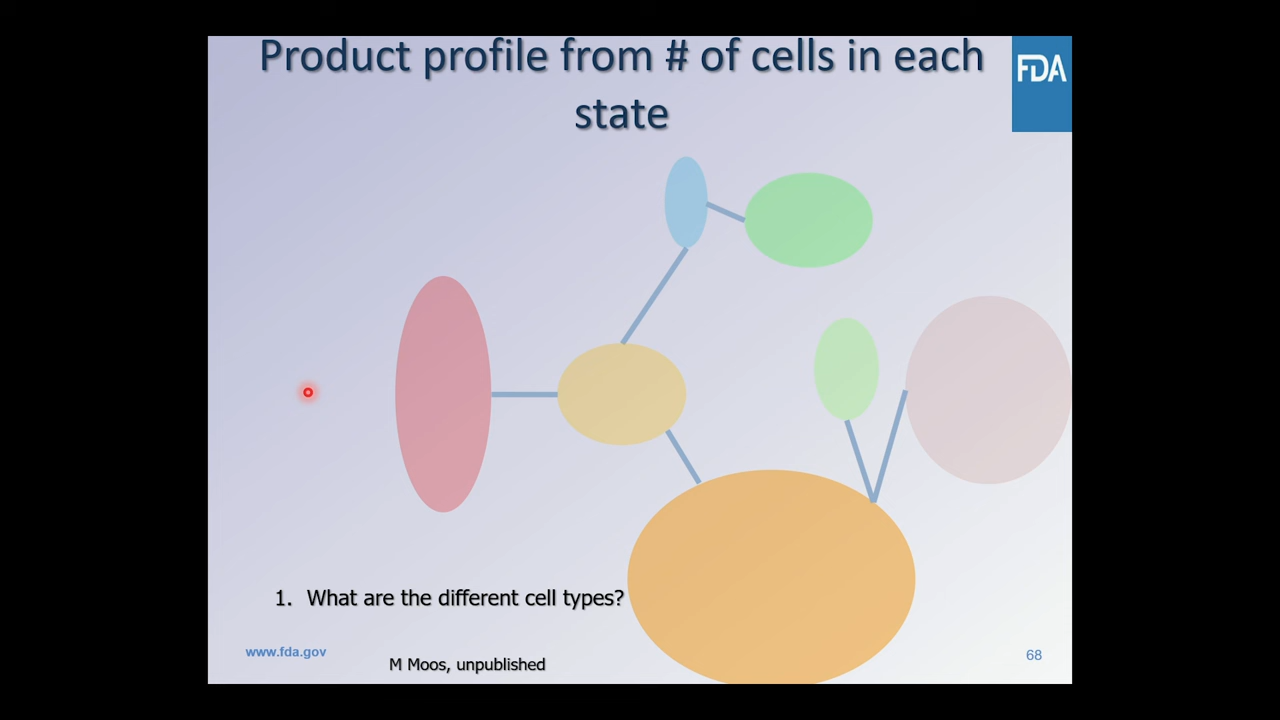 Product profile from # of cells in each
state
FDA
1. What are the different cell types?
www.fda.gov
M Moos, unpublished
68